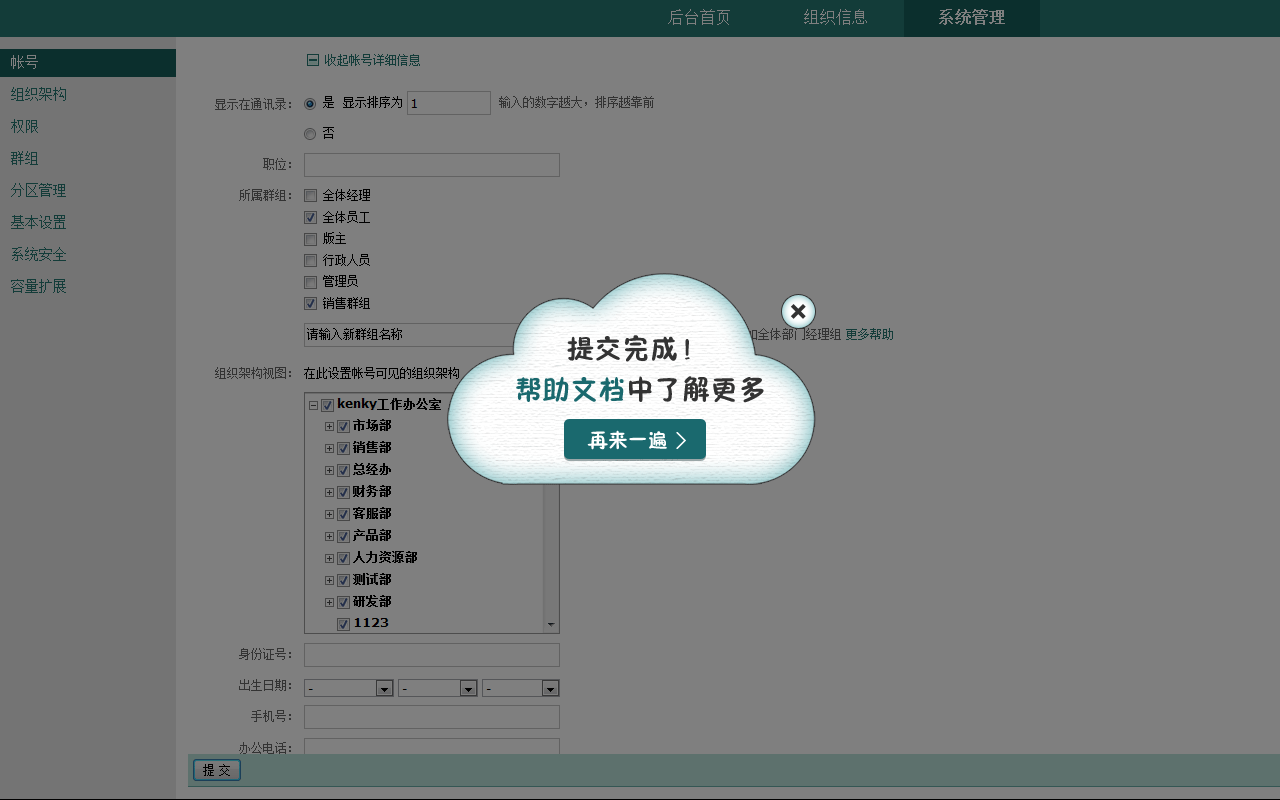 后台首页 组织信息 系统管理
帐号
组织架构
权限
群组
分区管理
基本设置
系统安全
容量扩展
收起帐号详细信息
显示在通讯录： 是 显示排序为 1 输入的数字越大，排序越靠前
否
职位：
所属群组： 全体经理
全体员工
版主
行政人员
管理员
销售群组
请输入新群组名称
全体部门经理组 更多帮助
组织架构视图： 在此设置帐号可见的组织架构
kenky工作办公室
市场部
销售部
总经办
财务部
客服部
产品部
人力资源部
测试部
研发部
1123
身份证号：
出生日期： - - -
手机号：
办公电话：
提交
提交完成！
帮助文档中了解更多
再来一遍